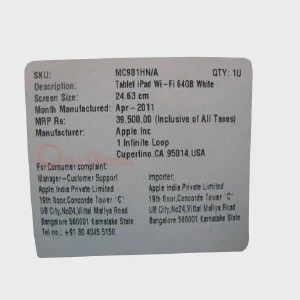 SKU: MC981HN/A QTY: 1U
Description: Tablet iPad Wi-Fi 64GB White
Screen Size: 24.63 cm
Month Manufactured: Apr-2011
MRP Rs: 39,500.00 (Inclusive of All Taxes)
Manufacturer: Apple Inc
1 Infinite Loop
Cupertino,CA 95014,USA
For Consumer complaint:
Manager-Customer Support
Apple India Private Limited
19th floor,Concorde Tower "C"
UB City,No24,Vittal Mallya Road
Bangalore 560001 Karnataka State
Tel no.: +91 80 4045 5150
Importer:
Apple India Private Limited
19th floor,Concorde Tower "C"
UB City,No24,Vittal Mallya Road
Bangalore 560001 Karnataka State